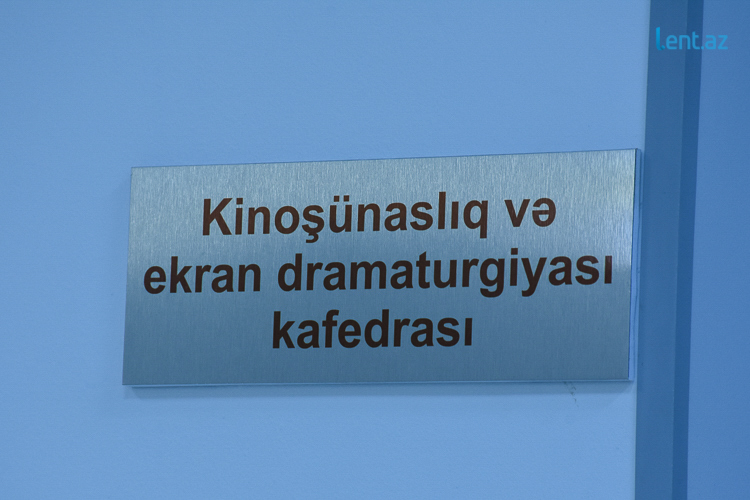 Lent.az
Kinoşünaslıq və
ekran dramaturgiyası
kafedrası